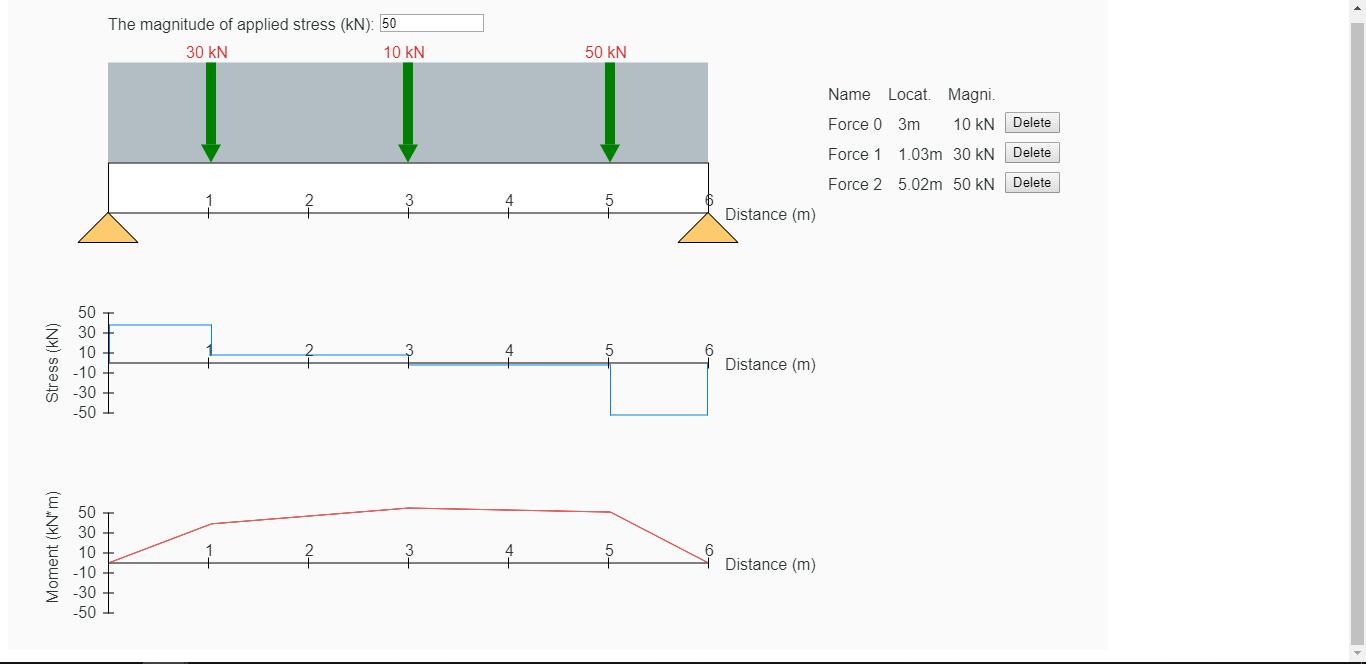 The magnitude of applied stress (kN): 50
30 kN 10 kN 50 kN
Name Locat. Magni.
Force 0 3m 10 kN Delete
Force 1 1.03m 30 kN Delete
Force 2 5.02m 50 kN Delete
1 2 3 4 5 6
Distance (m)
Stress (kN)
50
30
10
-10
-30
-50
1 2 3 4 5 6
Distance (m)
Moment (kN*m)
50
30
10
-10
-30
-50
1 2 3 4 5 6
Distance (m)